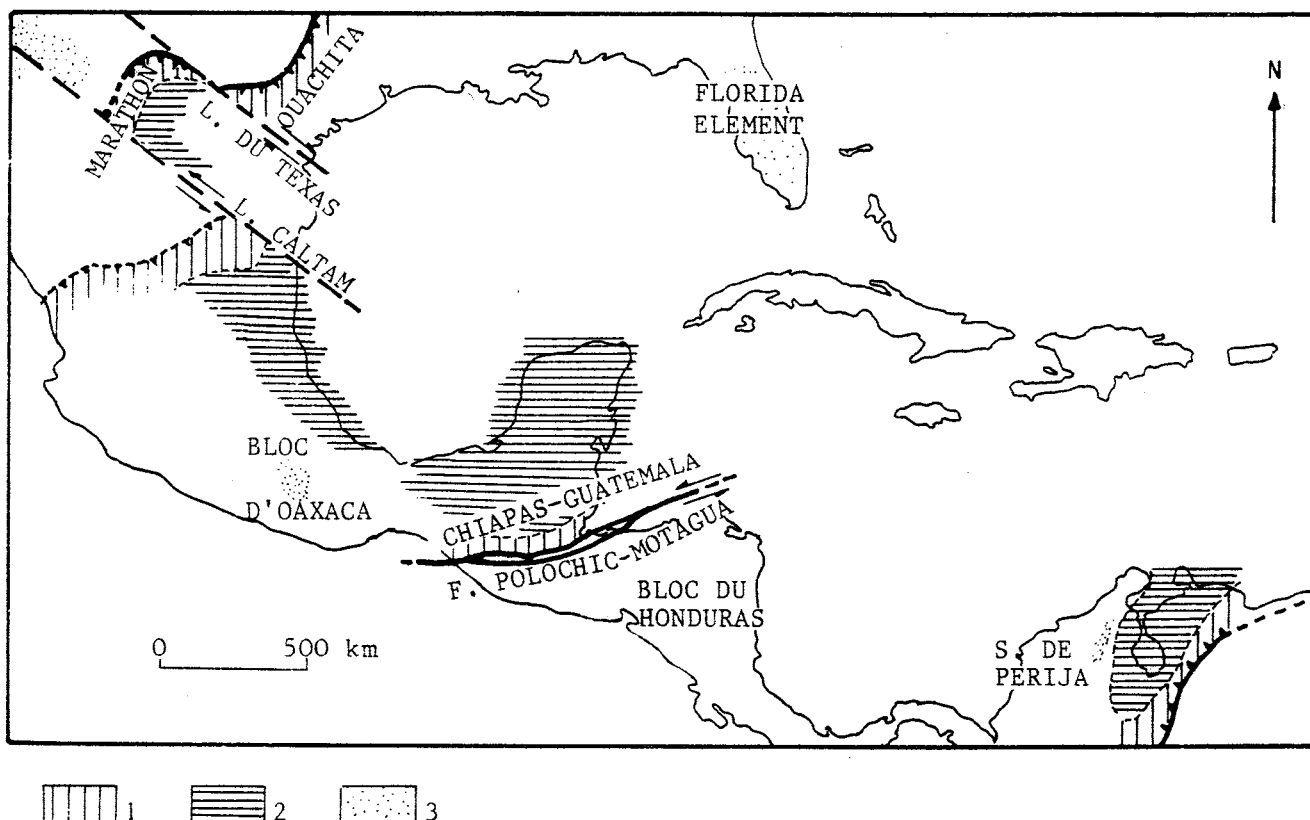 N
FLORIDA
ELEMENT
OUACHITA
MARATHON
L. DU TEXAS
L. CALTAM
BLOC
D'OAXACA
CHIAPAS-GUATEMALA
F. POLOCHIC-MOTAGUA
BLOC DU
HONDURAS
S. DE
PERIJA
0 500 km
1 2 3